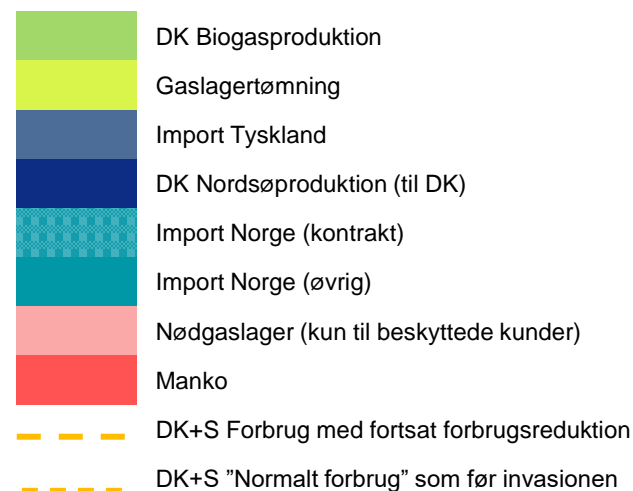 DK Biogasproduktion
Gaslagertømning
Import Tyskland
DK Nordsøproduktion (til DK)
Import Norge (kontrakt)
Import Norge (øvrig)
Nødgaslager (kun til beskyttede kunder)
Manko
DK+S Forbrug med fortsat forbrugsreduktion
DK+S ”Normalt forbrug” som før invasionen